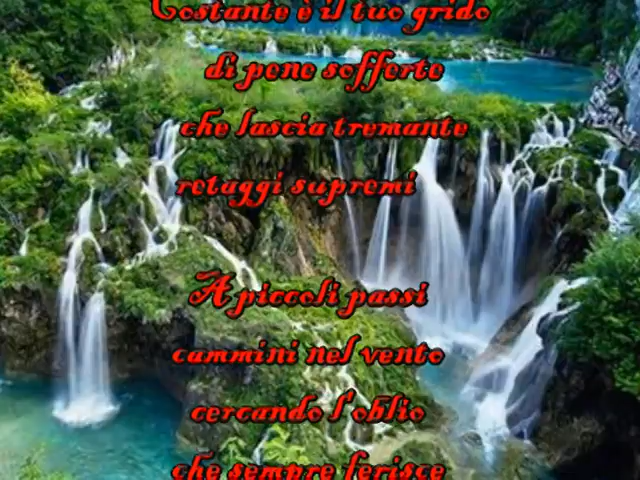 Costante è il tuo grido
di pene sofferte
che lascia tremante
retaggi supremi
A piccoli passi
cammini nel vento
cercando l'oblio
che sempre ferisce